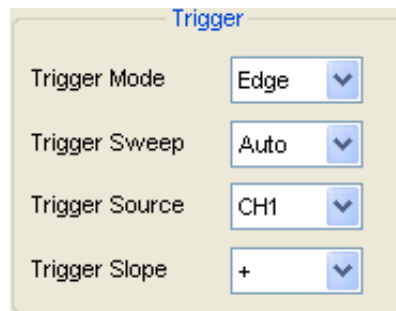 Trigger
Trigger Mode Edge
Trigger Sweep Auto
Trigger Source CH1
Trigger Slope +